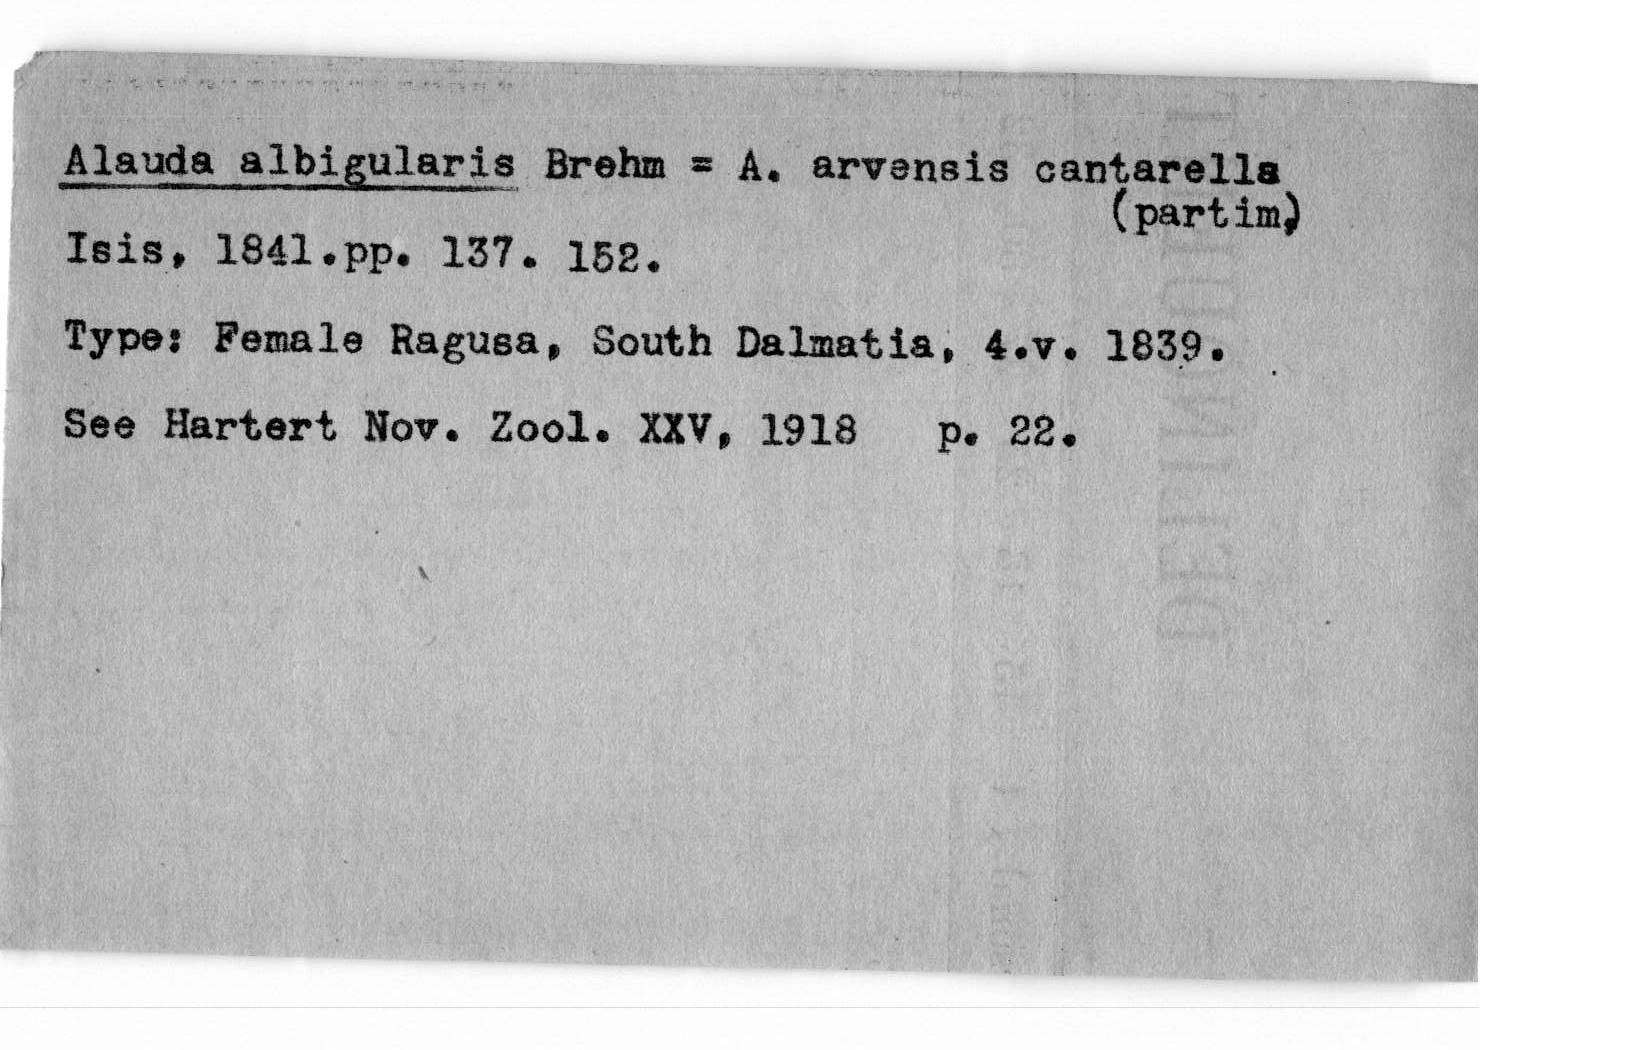 Alauda albigularis Brehm = A. arvensis cantarella
(partim)
Isis, 1841.pp. 137. 152.
Type: Female Ragusa, South Dalmatia, 4.v. 1839.
See Hartert Nov. Zool. XXV, 1918 p. 22.